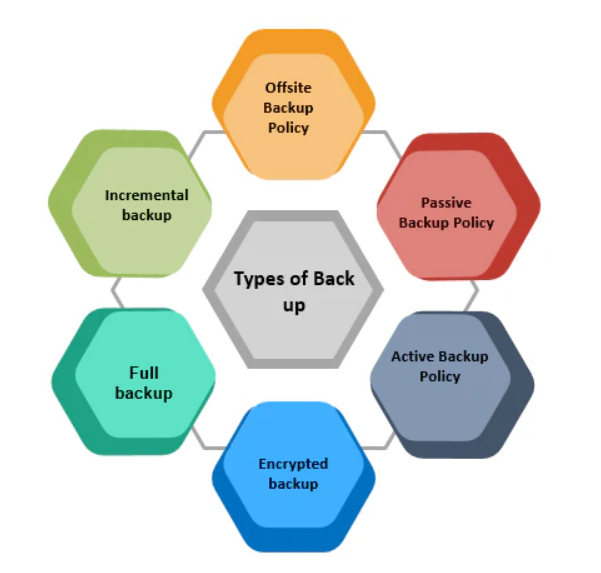 Offsite
Backup
Policy
Incremental
backup
Passive
Backup Policy
Types of Back
up
Full
backup
Active Backup
Policy
Encrypted
backup